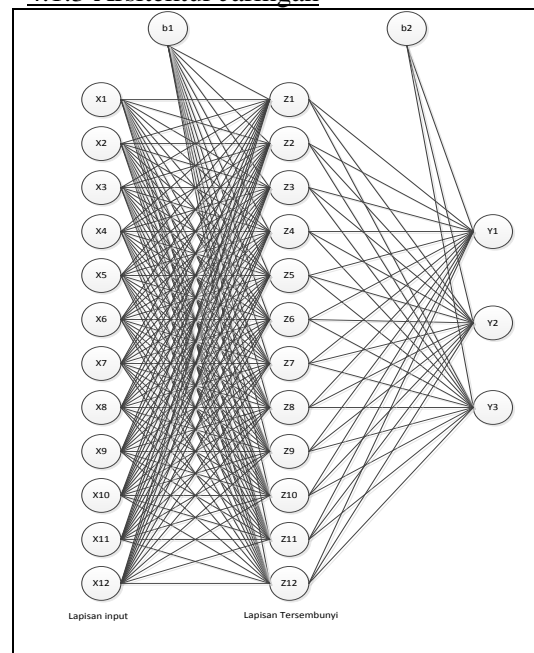 b1 b2
X1 Z1
X2 Z2
X3 Z3
X4 Z4 Y1
X5 Z5
X6 Z6 Y2
X7 Z7
X8 Z8 Y3
X9 Z9
X10 Z10
X11 Z11
X12 Z12
Lapisan input Lapisan Tersembunyi